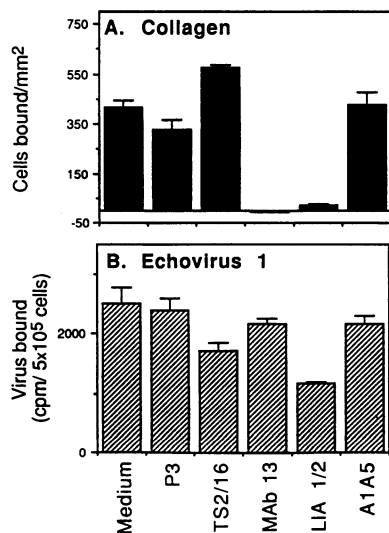 A. Collagen
750
550
350
150
-50
Cells bound/mm²
B. Echovirus 1
2000
0
Virus bound
(cpm/ 5x10⁵ cells)
Medium
P3
TS2/16
MAb 13
LIA 1/2
A1A5